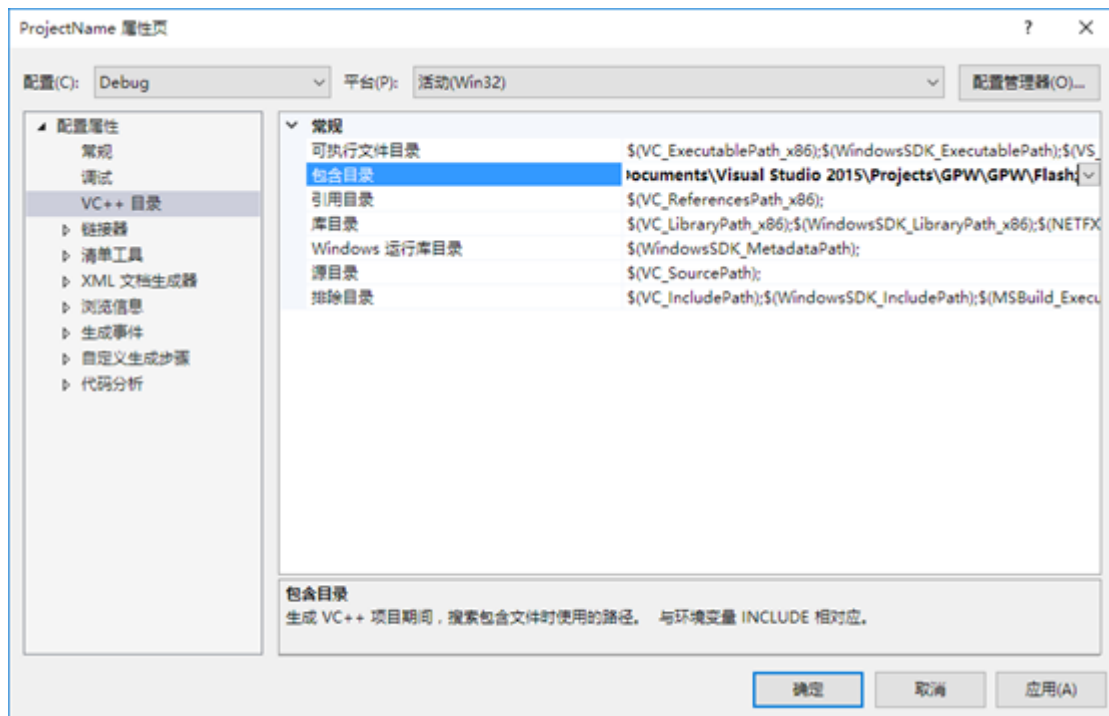 ProjectName 属性页
配置(C): Debug 平台(P): 活动(Win32) 配置管理器(O)...
配置属性
常规
调试
VC++ 目录
链接器
清单工具
XML 文档生成器
浏览信息
生成事件
自定义生成步骤
代码分析
常规
可执行文件目录 $(VC_ExecutablePath_x86);$(WindowsSDK_ExecutablePath);$(VS_
包含目录 ocuments\Visual Studio 2015\Projects\GPW\GPW\Flash;
引用目录 $(VC_ReferencesPath_x86);
库目录 $(VC_LibraryPath_x86);$(WindowsSDK_LibraryPath_x86);$(NETFX
Windows 运行库目录 $(WindowsSDK_MetadataPath);
源目录 $(VC_SourcePath);
排除目录 $(VC_IncludePath);$(WindowsSDK_IncludePath);$(MSBuild_Execu
包含目录
生成 VC++ 项目期间，搜索包含文件时使用的路径。 与环境变量 INCLUDE 相对应。
确定 取消 应用(A)